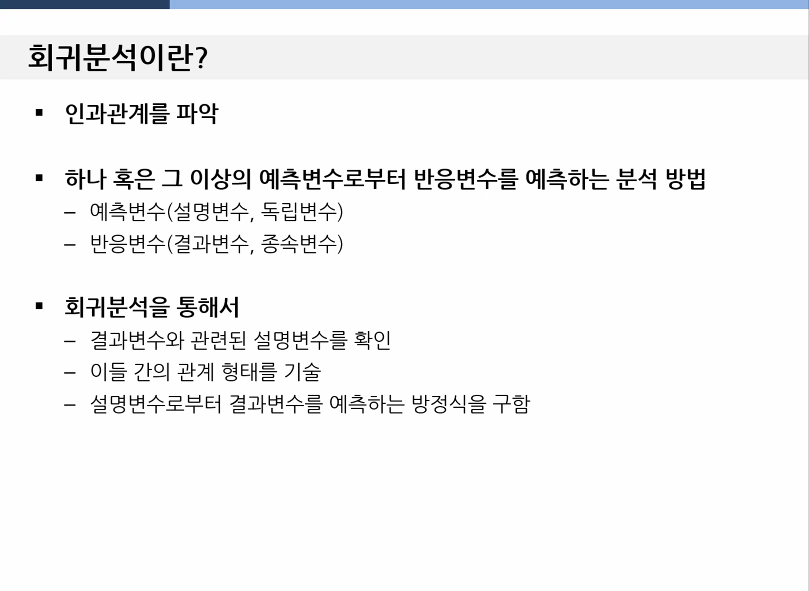 회귀분석이란?
▪ 인과관계를 파악
▪ 하나 혹은 그 이상의 예측변수로부터 반응변수를 예측하는 분석 방법
– 예측변수(설명변수, 독립변수)
– 반응변수(결과변수, 종속변수)
▪ 회귀분석을 통해서
– 결과변수와 관련된 설명변수를 확인
– 이들 간의 관계 형태를 기술
– 설명변수로부터 결과변수를 예측하는 방정식을 구함